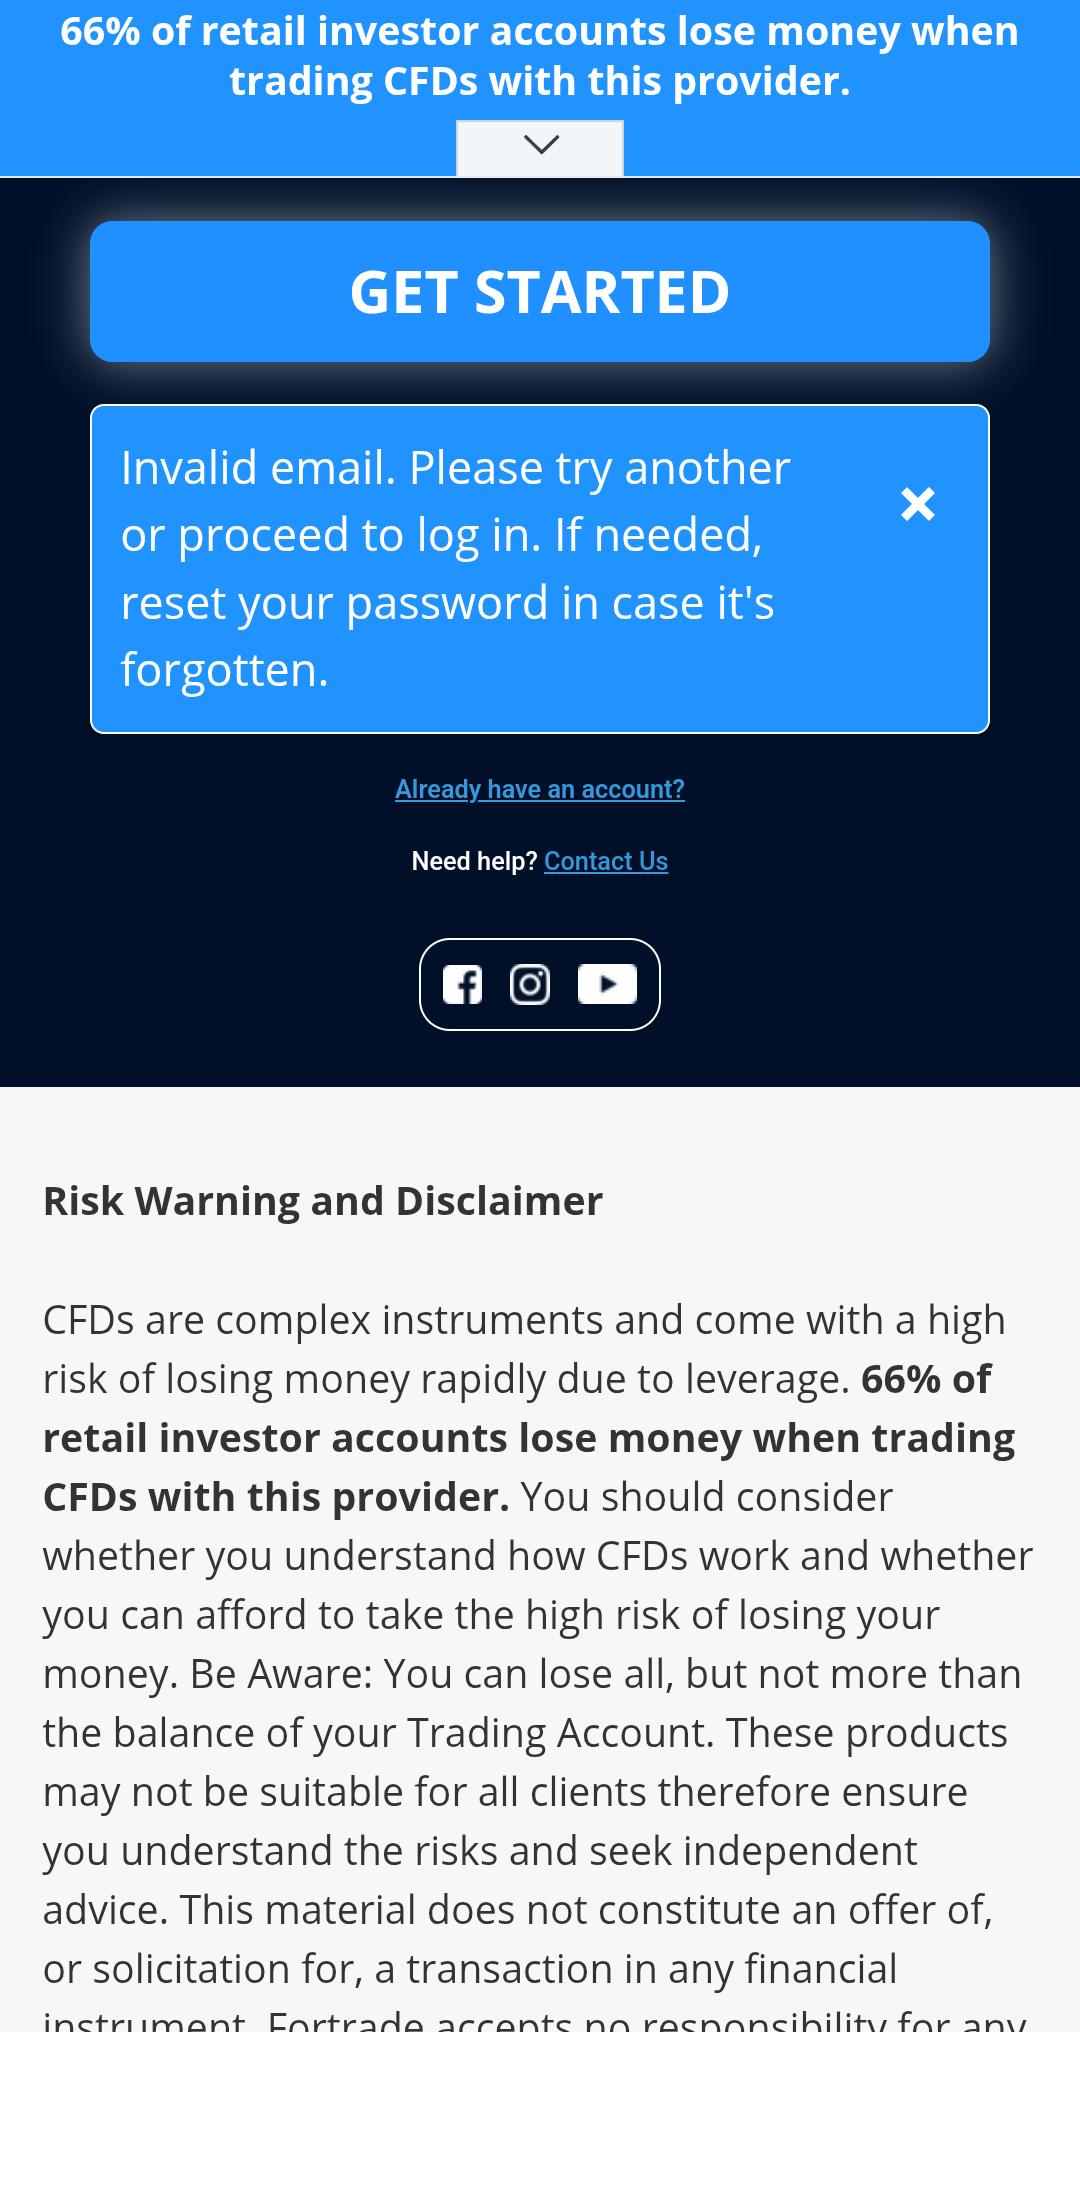 66% of retail investor accounts lose money when
trading CFDs with this provider.
GET STARTED
Invalid email. Please try another
or proceed to log in. If needed,
reset your password in case it's
forgotten.
Already have an account?
Need help? Contact Us
Risk Warning and Disclaimer
CFDs are complex instruments and come with a high
risk of losing money rapidly due to leverage. 66% of
retail investor accounts lose money when trading
CFDs with this provider. You should consider
whether you understand how CFDs work and whether
you can afford to take the high risk of losing your
money. Be Aware: You can lose all, but not more than
the balance of your Trading Account. These products
may not be suitable for all clients therefore ensure
you understand the risks and seek independent
advice. This material does not constitute an offer of,
or solicitation for, a transaction in any financial
instrument. Fortrade accepts no responsibility for any